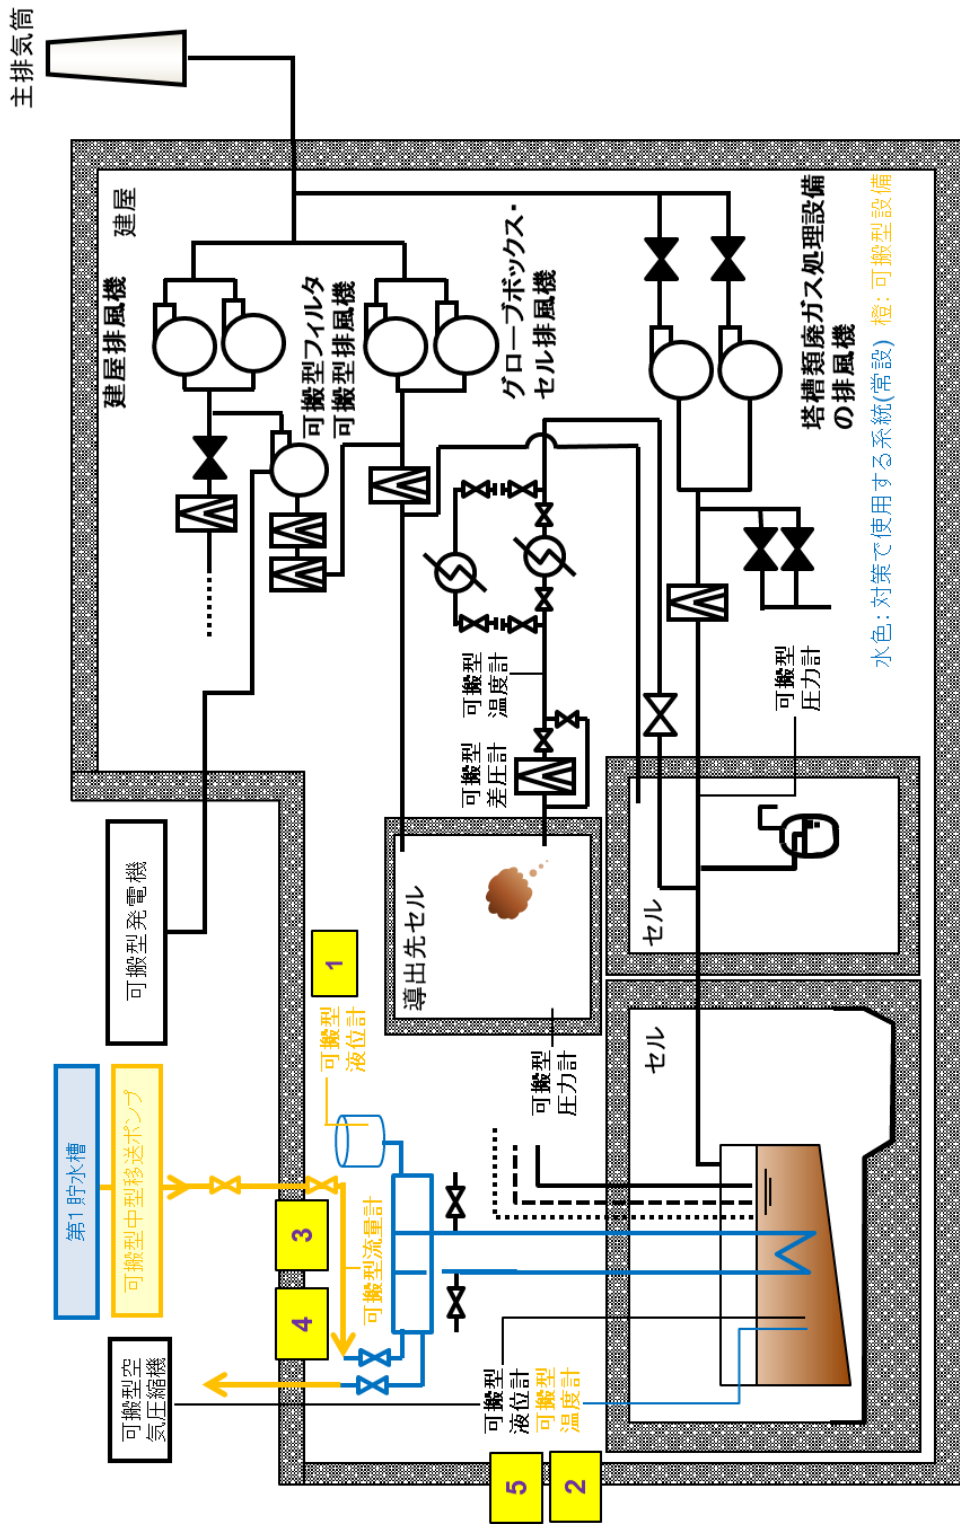 主排気筒
建屋
建屋排風機
可搬型フィルタ
可搬型排風機
グローブボックス・
セル排風機
塔槽類廃ガス処理設備
の排風機
水色：対策で使用する系統(常設) 橙：可搬型設備
可搬型
温度計
可搬型
差圧計
可搬型
圧力計
可搬型発電機
導出先セル
セル
1
可搬型
液位計
第1貯水槽
可搬型中型移送ポンプ
可搬型
圧力計
セル
3
可搬型流量計
4
可搬型空
気圧縮機
可搬型
液位計
可搬型
温度計
5
2